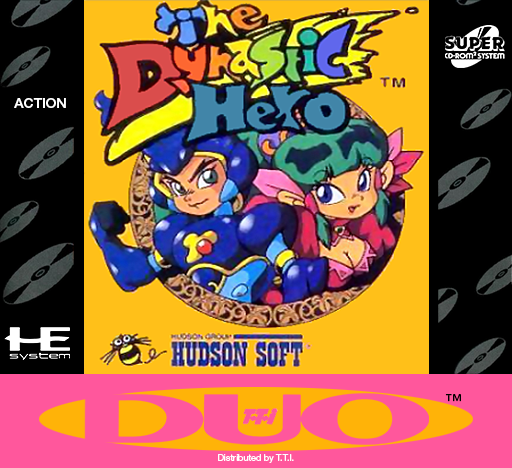 The
Dynastic
Hero
TM
SUPER
CD-ROM² SYSTEM
ACTION
HE
system
HUDSON GROUP
HUDSON SOFT
DUO
TTI
TM
Distributed by T.T.I.